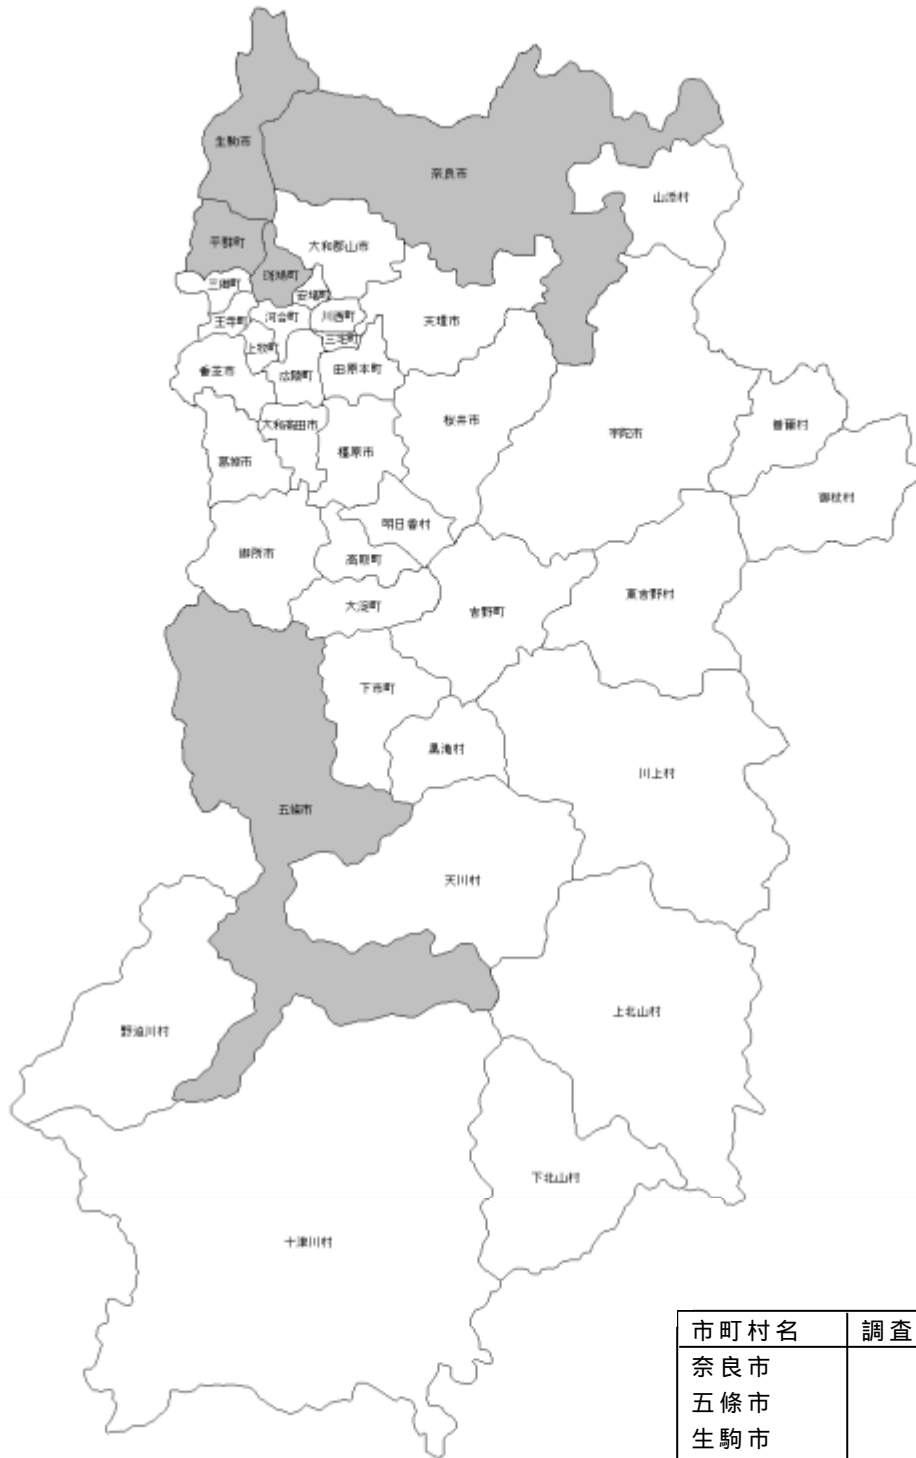 生駒市
奈良市
山添村
平群町
大和郡山市
斑鳩町
三郷町
安堵町
王寺町
河合町
川西町
天理市
上牧町
三宅町
香芝市
広陵町
田原本町
大和高田市
桜井市
宇陀市
曽爾村
葛城市
橿原市
御杖村
明日香村
御所市
高取町
東吉野村
大淀町
吉野町
下市町
黒滝村
川上村
五條市
天川村
野迫川村
上北山村
下北山村
十津川村
市町村名 調査
奈良市
五條市
生駒市